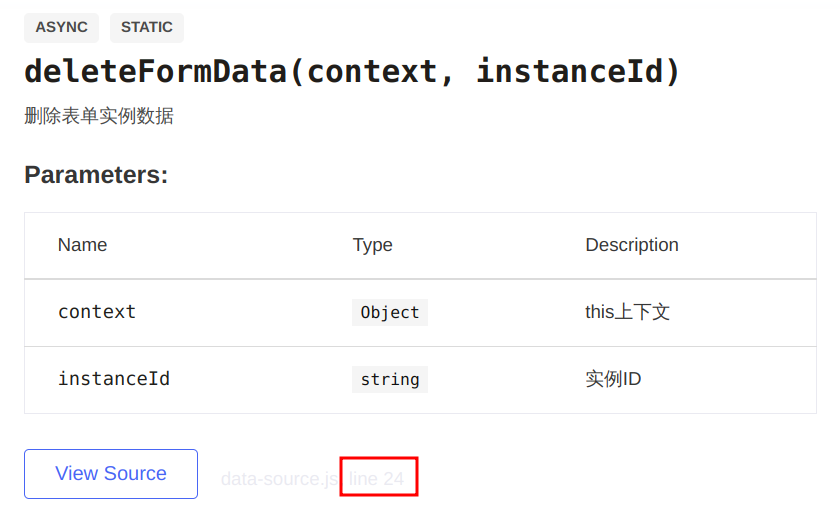 ASYNC STATIC
deleteFormData(context, instanceId)
删除表单实例数据
Parameters:
Name Type Description
context Object this上下文
instanceId string 实例ID
View Source data-source.js line 24